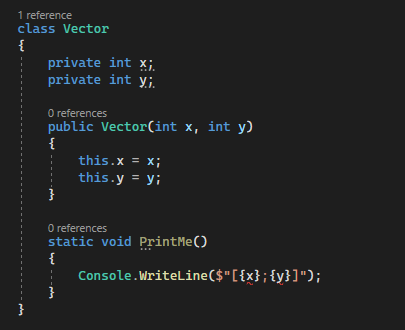 1 reference
class Vector
{
private int x;
private int y;
0 references
public Vector(int x, int y)
{
this.x = x;
this.y = y;
}
0 references
static void PrintMe()
{
Console.WriteLine($"[{x};{y}]");
}
}